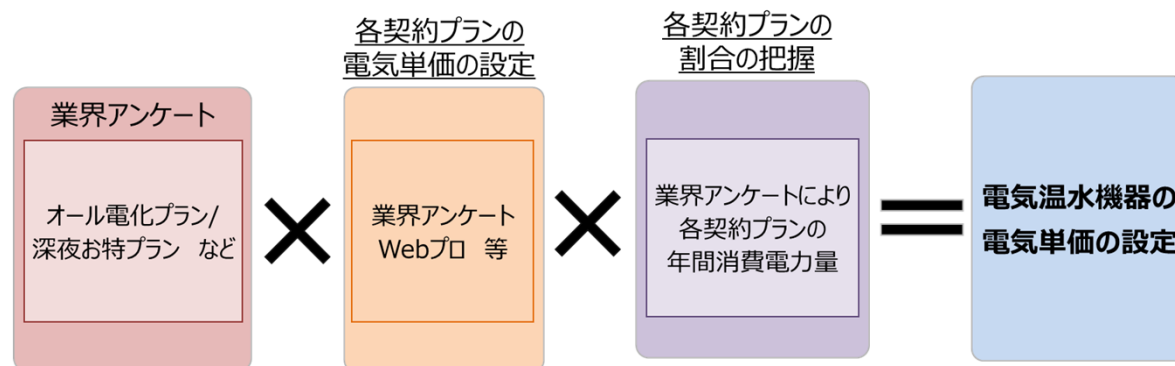 業界アンケート
オール電化プラン/
深夜お特プラン など
×
各契約プランの
電気単価の設定
業界アンケート
Webプロ 等
×
各契約プランの
割合の把握
業界アンケートにより
各契約プランの
年間消費電力量
=
電気温水機器の
電気単価の設定